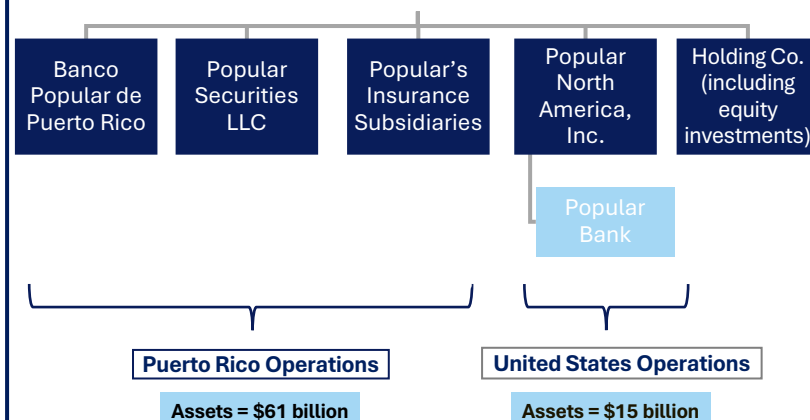 Banco
Popular de
Puerto Rico
Popular
Securities
LLC
Popular's
Insurance
Subsidiaries
Popular
North
America,
Inc.
Holding Co.
(including
equity
investments)
Popular
Bank
Puerto Rico Operations
United States Operations
Assets = $61 billion
Assets = $15 billion